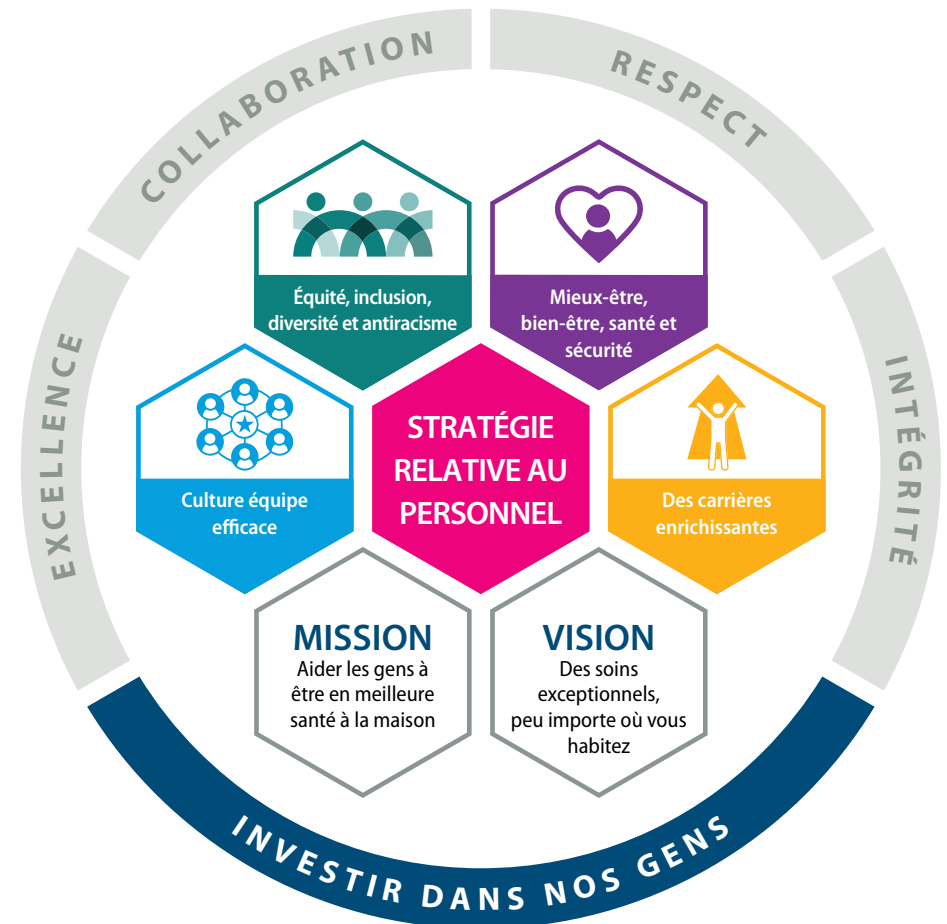 COLLABORATION
RESPECT
EXCELLENCE
INTÉGRITÉ
Équité, inclusion,
diversité et antiracisme
Mieux-être,
bien-être, santé et
sécurité
Culture équipe
efficace
STRATÉGIE
RELATIVE AU
PERSONNEL
Des carrières
enrichissantes
MISSION
Aider les gens à
être en meilleure
santé à la maison
VISION
Des soins
exceptionnels,
peu importe où vous
habitez
INVESTIR DANS NOS GENS